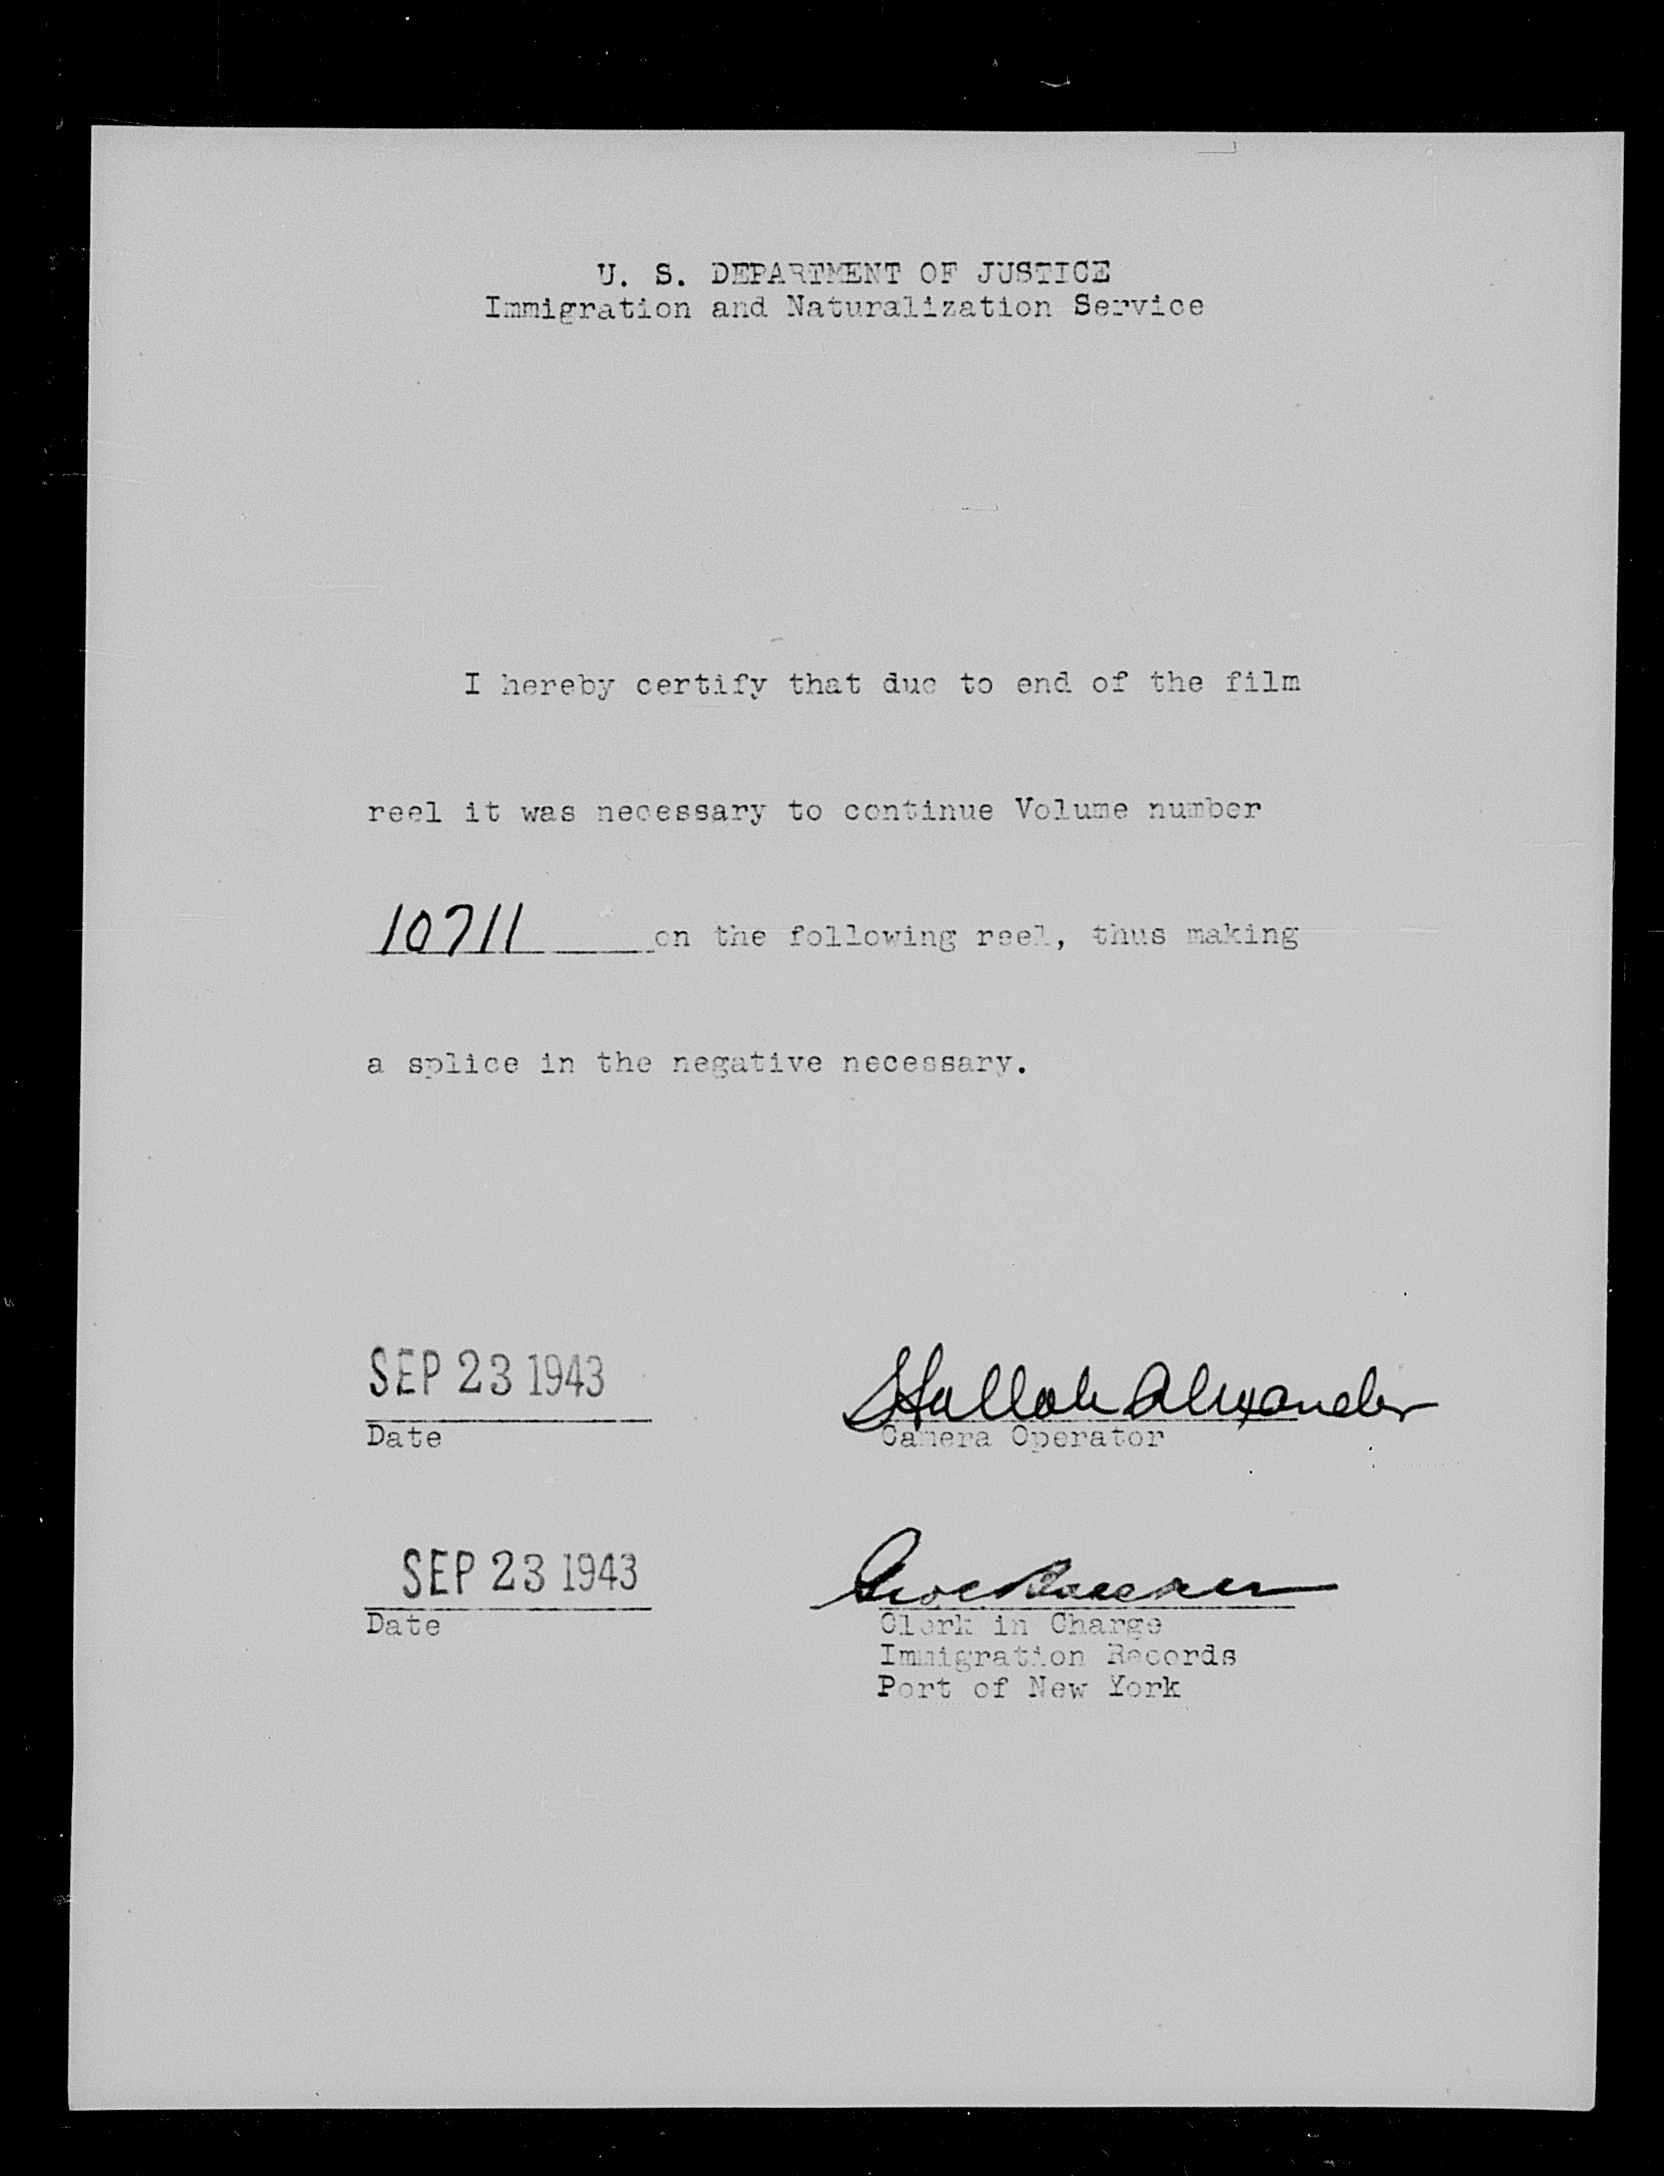 U. S. DEPARTMENT OF JUSTICE
Immigration and Naturalization Service
I hereby certify that due to end of the film
reel it was necessary to continue Volume number
10711 on the following reel, thus making
a splice in the negative necessary.
SEP 23 1943
Alexander
Date
Camera Operator
SEP 23 1943
Date
Clerk in Charge
Immigration Records
Port of New York